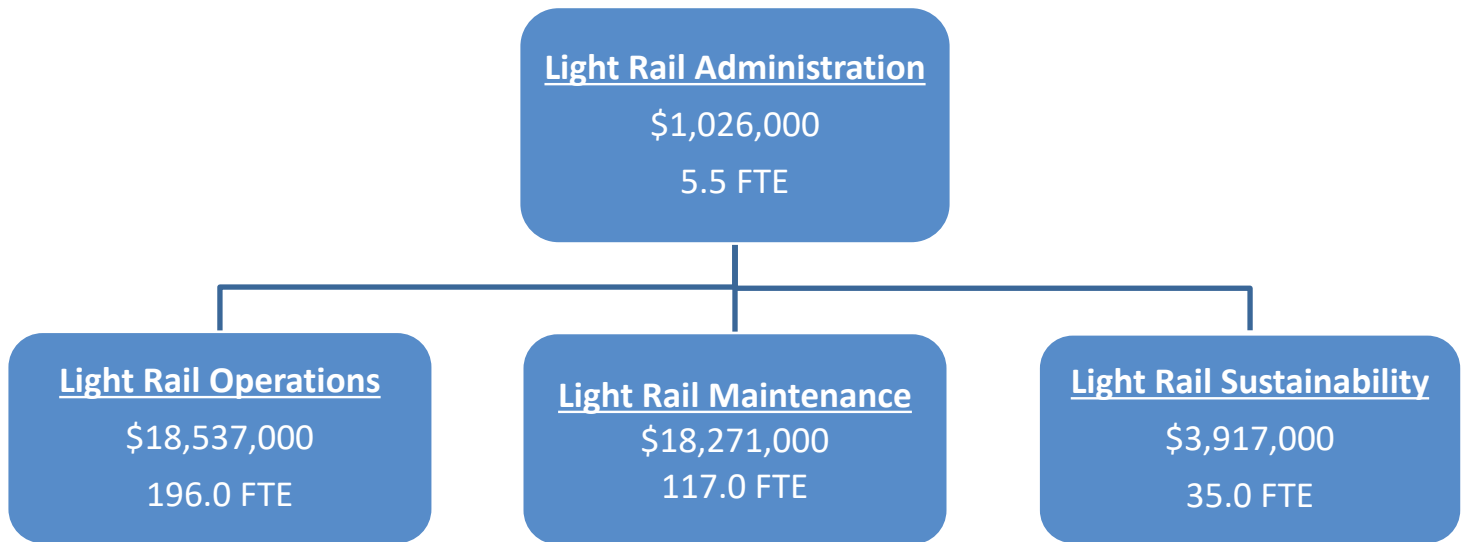 Light Rail Administration
$1,026,000
5.5 FTE
Light Rail Operations
$18,537,000
196.0 FTE
Light Rail Maintenance
$18,271,000
117.0 FTE
Light Rail Sustainability
$3,917,000
35.0 FTE